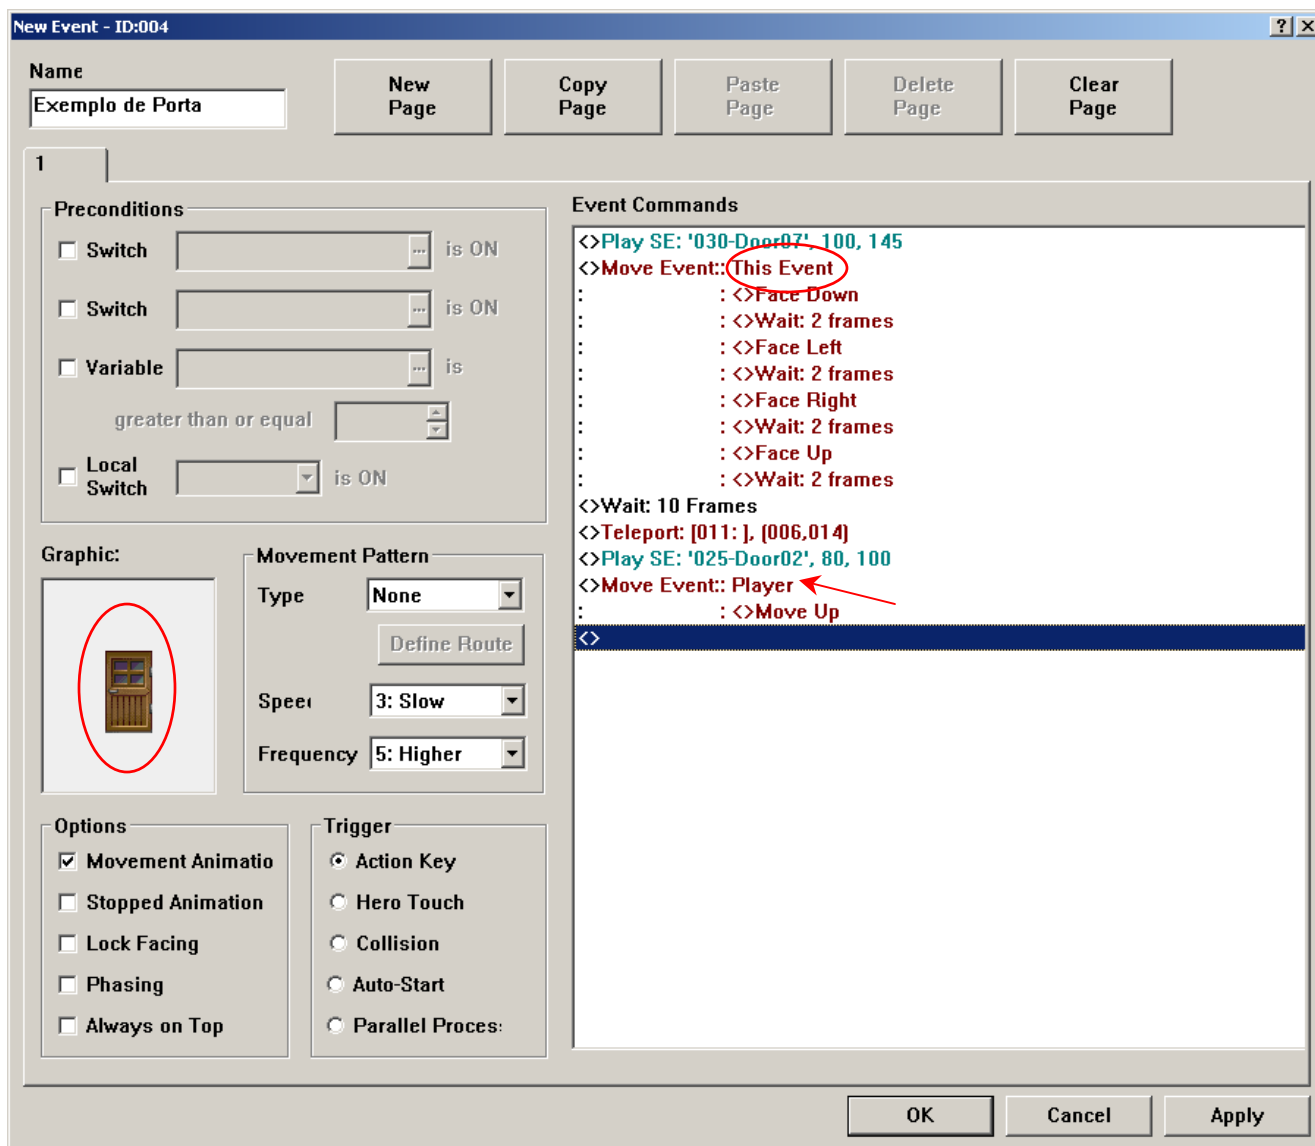 New Event - ID:004
Name
Exemplo de Porta
New Page
Copy Page
Paste Page
Delete Page
Clear Page
1
Preconditions
Switch ... is ON
Switch ... is ON
Variable ... is
greater than or equal
Local Switch is ON
Graphic:
Movement Pattern
Type None
Define Route
Speed 3: Slow
Frequency 5: Higher
Options
Movement Animatio
Stopped Animation
Lock Facing
Phasing
Always on Top
Trigger
Action Key
Hero Touch
Collision
Auto-Start
Parallel Proces
Event Commands
<>Play SE: '030-Door07', 100, 145
<>Move Event:: This Event
: : <>Face Down
: : <>Wait: 2 frames
: : <>Face Left
: : <>Wait: 2 frames
: : <>Face Right
: : <>Wait: 2 frames
: : <>Face Up
: : <>Wait: 2 frames
<>Wait: 10 Frames
<>Teleport: [011: ], (006,014)
<>Play SE: '025-Door02', 80, 100
<>Move Event:: Player
: : <>Move Up
<>
OK
Cancel
Apply